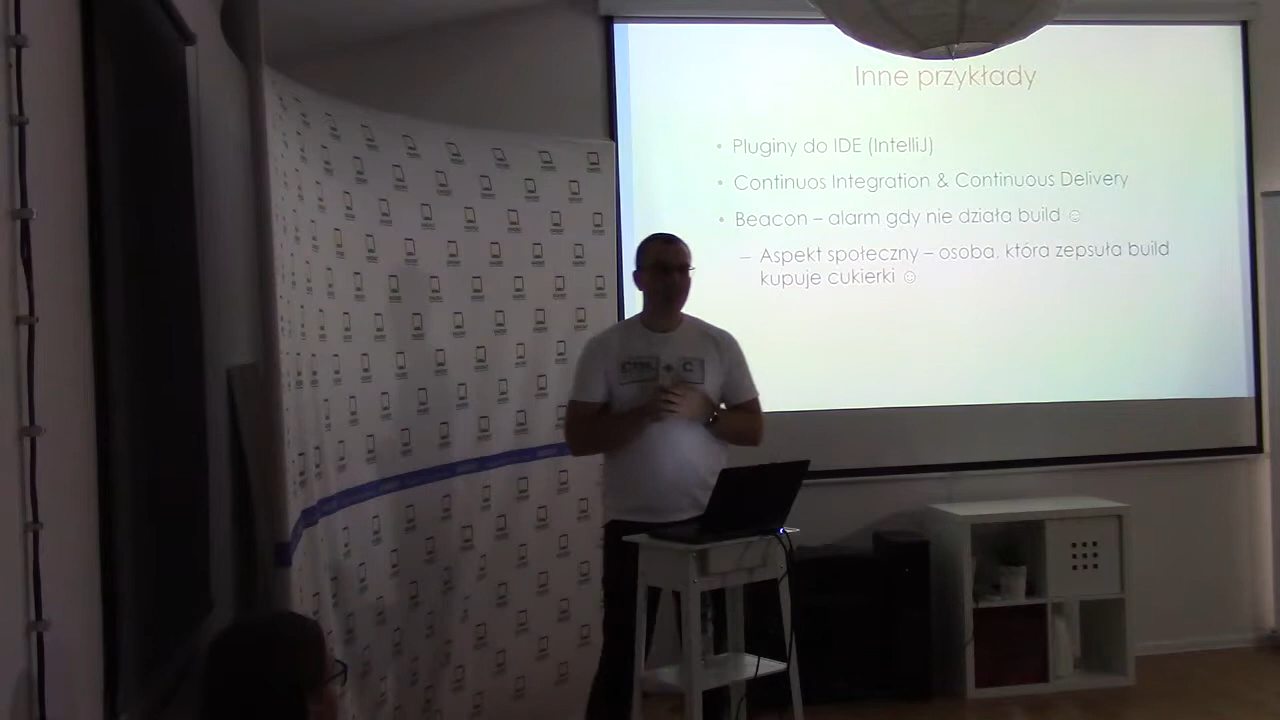 Inne przykłady
• Pluginy do IDE (IntelliJ)
• Continuos Integration & Continuous Delivery
• Beacon – alarm gdy nie działa build ☺
– Aspekt społeczny – osoba, która zepsuła build
kupuje cukierki ☺
+ C